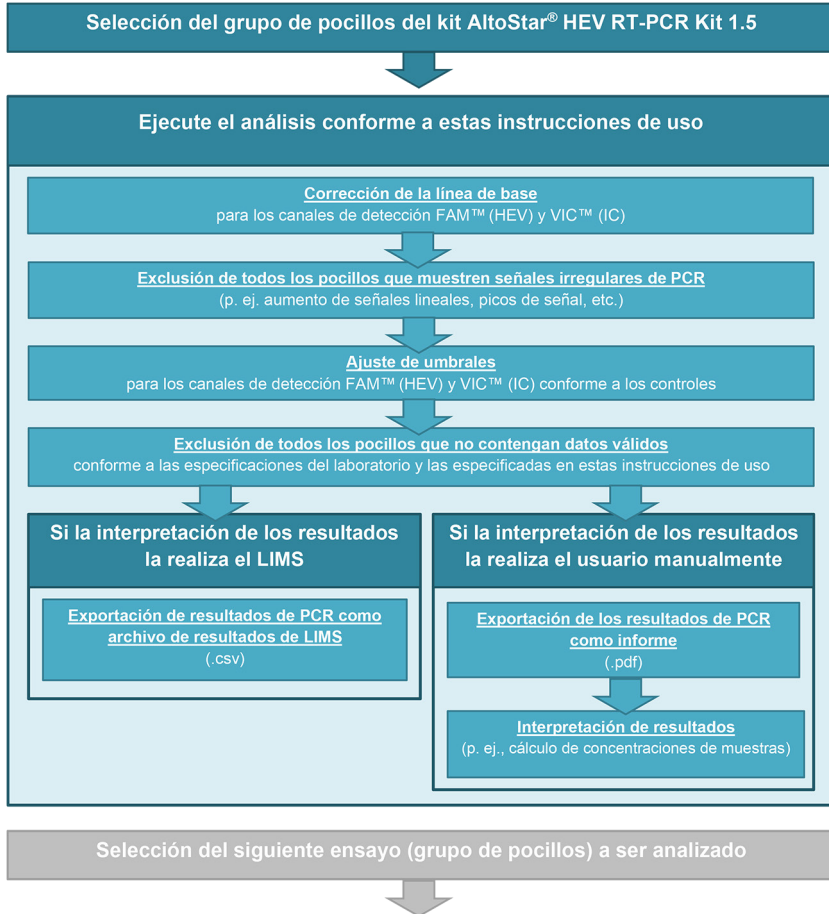 Selección del grupo de pocillos del kit AltoStar® HEV RT-PCR Kit 1.5
Ejecute el análisis conforme a estas instrucciones de uso
Corrección de la línea de base
para los canales de detección FAM™ (HEV) y VIC™ (IC)
Exclusión de todos los pocillos que muestren señales irregulares de PCR
(p. ej. aumento de señales lineales, picos de señal, etc.)
Ajuste de umbrales
para los canales de detección FAM™ (HEV) y VIC™ (IC) conforme a los controles
Exclusión de todos los pocillos que no contengan datos válidos
conforme a las especificaciones del laboratorio y las especificadas en estas instrucciones de uso
Si la interpretación de los resultados
la realiza el LIMS
Exportación de resultados de PCR como
archivo de resultados de LIMS
(.csv)
Si la interpretación de los resultados
la realiza el usuario manualmente
Exportación de los resultados de PCR
como informe
(.pdf)
Interpretación de resultados
(p. ej., cálculo de concentraciones de muestras)
Selección del siguiente ensayo (grupo de pocillos) a ser analizado